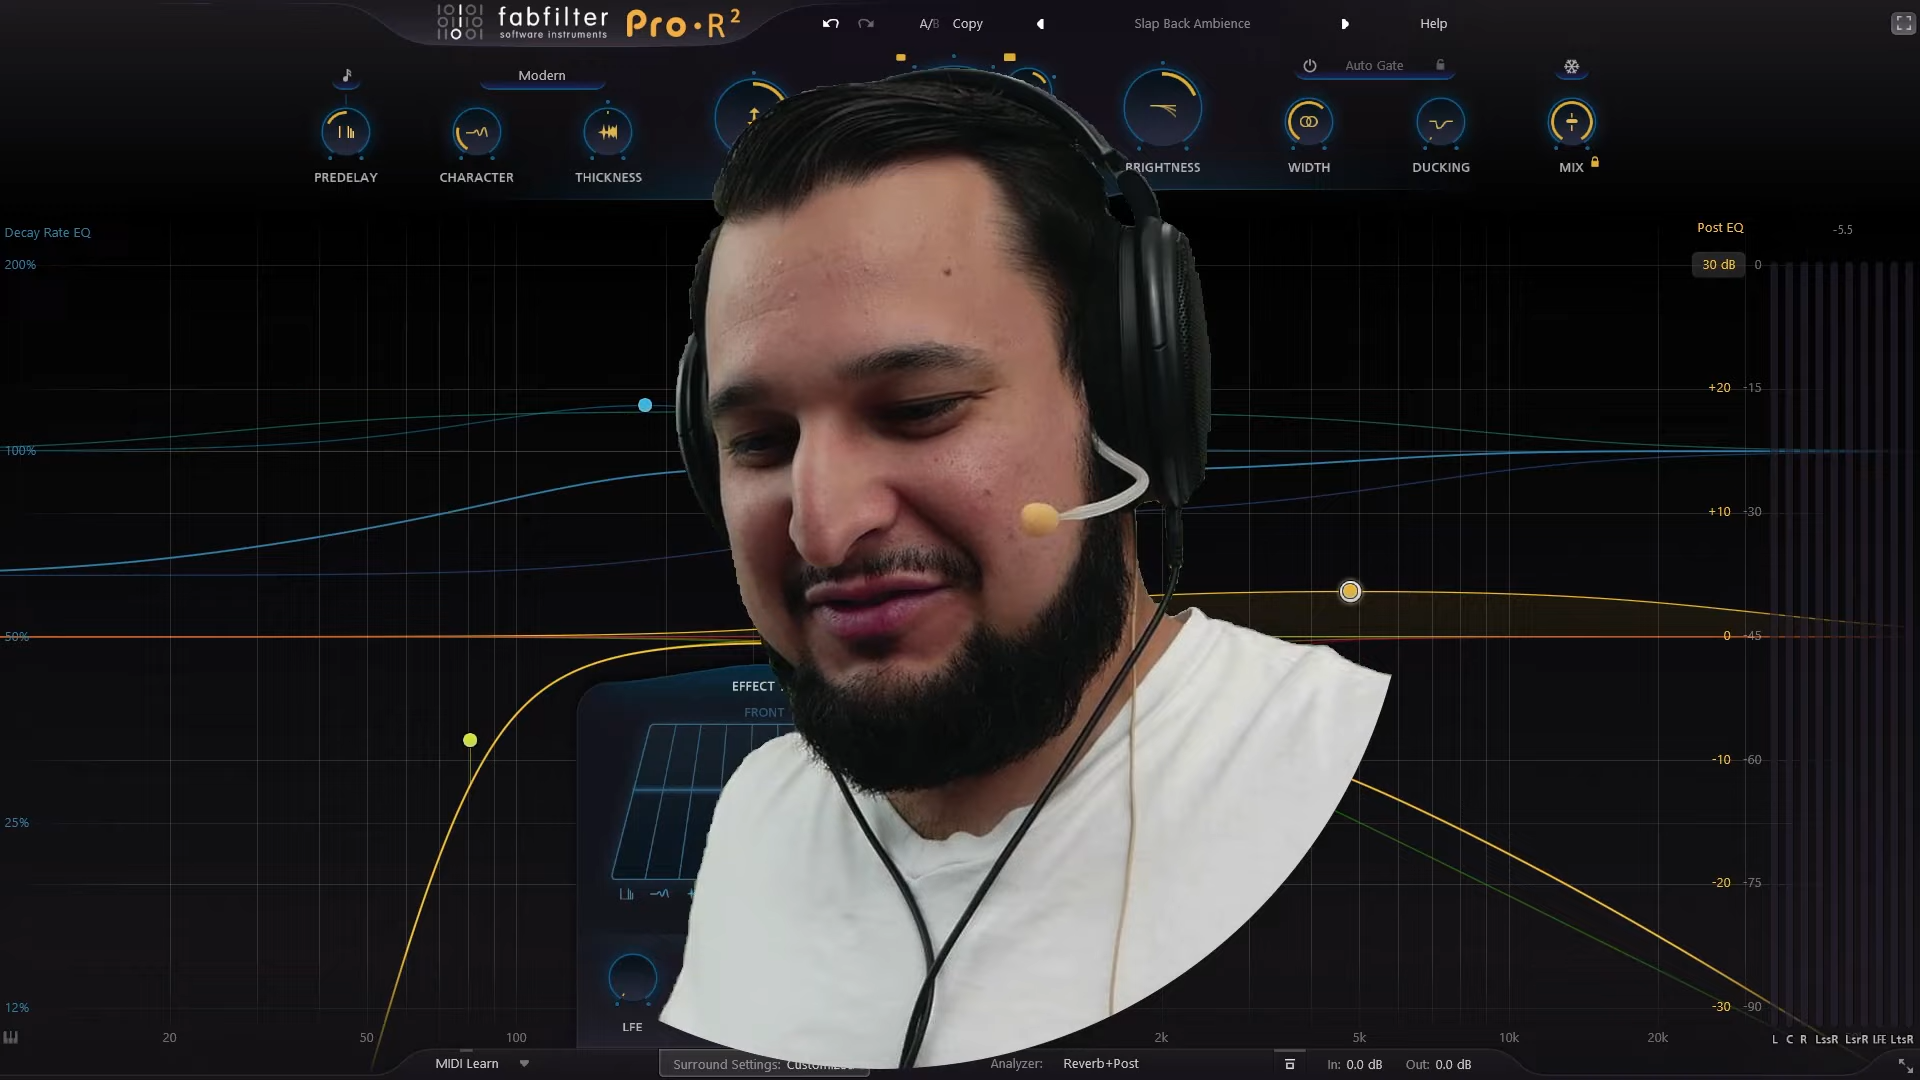 fabfilter
software instruments
Pro·R²
A/B Copy
Slap Back Ambience
Help
Modern
Auto Gate
PREDELAY
CHARACTER
THICKNESS
BRIGHTNESS
WIDTH
DUCKING
MIX
Decay Rate EQ
Post EQ
-5.5
200%
30 dB
0
+20
-15
100%
+10
-30
50%
0
-45
EFFECT
FRONT
-10
-60
25%
-20
-75
12%
-30
-90
LFE
20
50
100
2k
5k
10k
20k
L C R LssR LsrR LFE LtsR
MIDI Learn
Surround Settings:
Analyzer:
Reverb+Post
In: 0.0 dB
Out: 0.0 dB